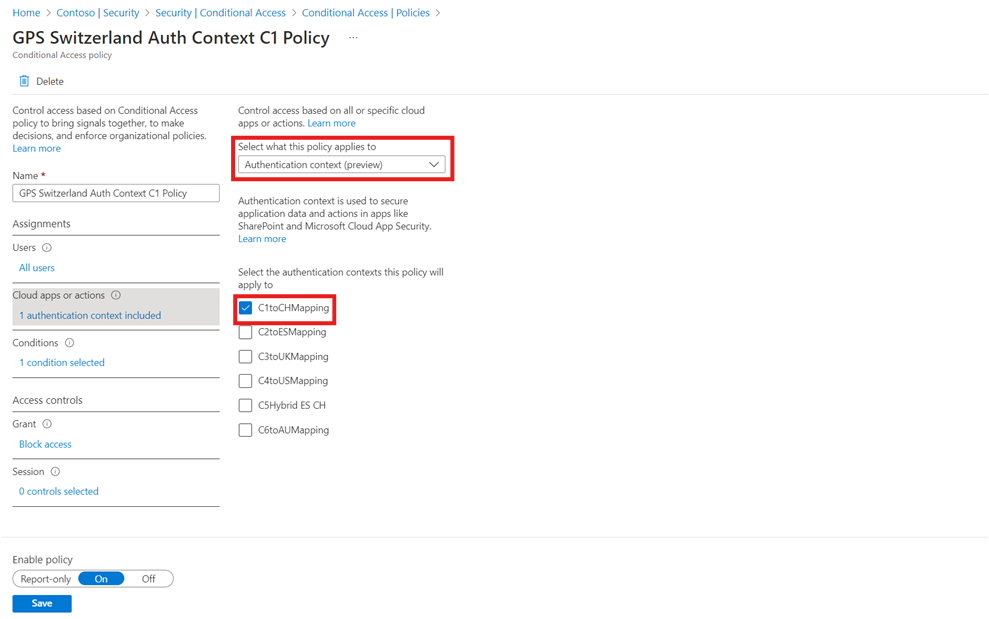 Home > Contoso | Security > Security | Conditional Access > Conditional Access | Policies >
GPS Switzerland Auth Context C1 Policy ...
Conditional Access policy
Delete
Control access based on Conditional Access
policy to bring signals together, to make
decisions, and enforce organizational policies.
Learn more
Name *
GPS Switzerland Auth Context C1 Policy
Assignments
Users
All users
Cloud apps or actions
1 authentication context included
Conditions
1 condition selected
Access controls
Grant
Block access
Session
0 controls selected
Control access based on all or specific cloud
apps or actions. Learn more
Select what this policy applies to
Authentication context (preview)
Authentication context is used to secure
application data and actions in apps like
SharePoint and Microsoft Cloud App Security.
Learn more
Select the authentication contexts this policy will
apply to
C1toCHMapping
C2toESMapping
C3toUKMapping
C4toUSMapping
C5Hybrid ES CH
C6toAUMapping
Enable policy
Report-only On Off
Save